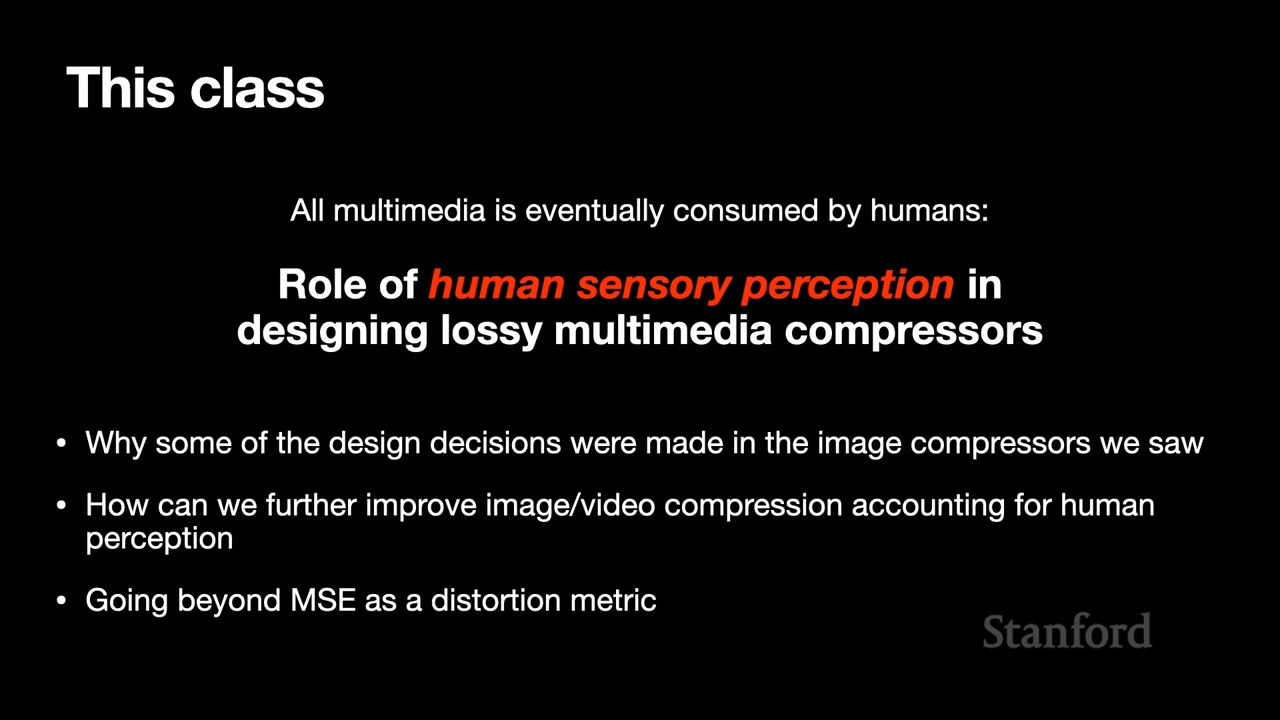 This class
All multimedia is eventually consumed by humans:
Role of human sensory perception in
designing lossy multimedia compressors
• Why some of the design decisions were made in the image compressors we saw
• How can we further improve image/video compression accounting for human
perception
• Going beyond MSE as a distortion metric
Stanford